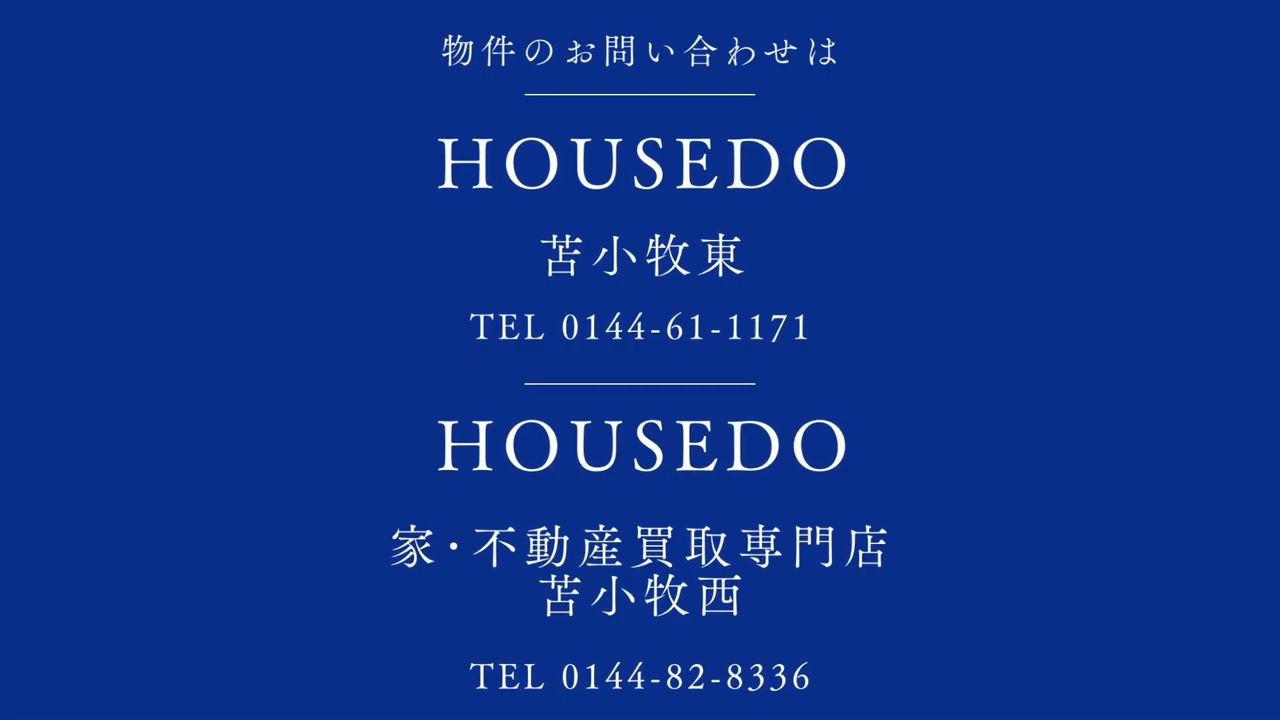 物件のお問い合わせは
HOUSEDO
苫小牧東
TEL 0144-61-1171
HOUSEDO
家・不動産買取専門店
苫小牧西
TEL 0144-82-8336